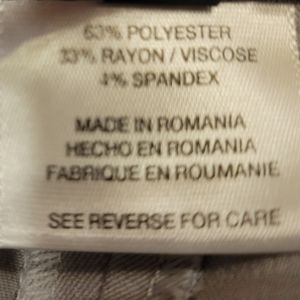 63% POLYESTER
33% RAYON / VISCOSE
4% SPANDEX
MADE IN ROMANIA
HECHO EN ROMANIA
FABRIQUE EN ROUMANIE
SEE REVERSE FOR CARE